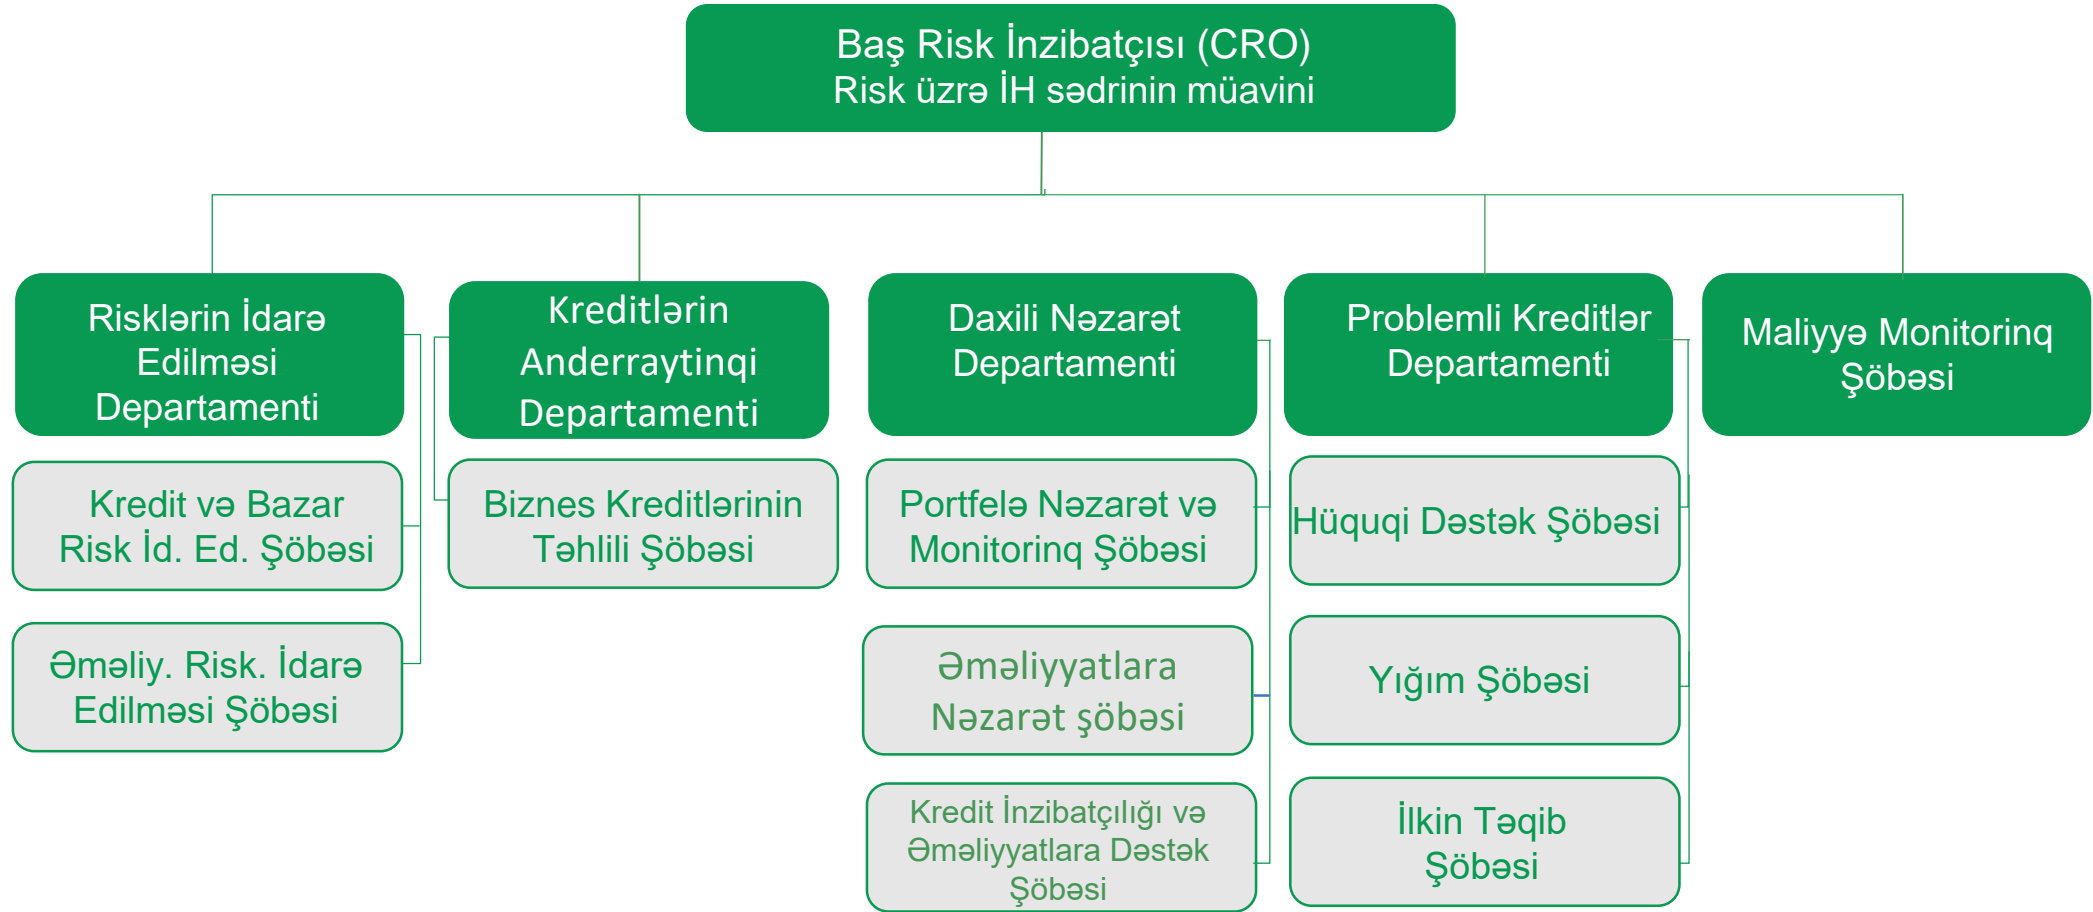 Baş Risk İnzibatçısı (CRO)
Risk üzrə İH sədrinin müavini
Risklərin İdarə
Edilməsi
Departamenti
Kreditlərin
Anderraytinqi
Departamenti
Daxili Nəzarət
Departamenti
Problemli Kreditlər
Departamenti
Maliyyə Monitorinq
Şöbəsi
Kredit və Bazar
Risk İd. Ed. Şöbəsi
Biznes Kreditlərinin
Təhlili Şöbəsi
Portfelə Nəzarət və
Monitorinq Şöbəsi
Hüquqi Dəstək Şöbəsi
Əməliy. Risk. İdarə
Edilməsi Şöbəsi
Əməliyyatlara
Nəzarət şöbəsi
Yığım Şöbəsi
Kredit İnzibatçılığı və
Əməliyyatlara Dəstək
Şöbəsi
İlkin Təqib
Şöbəsi